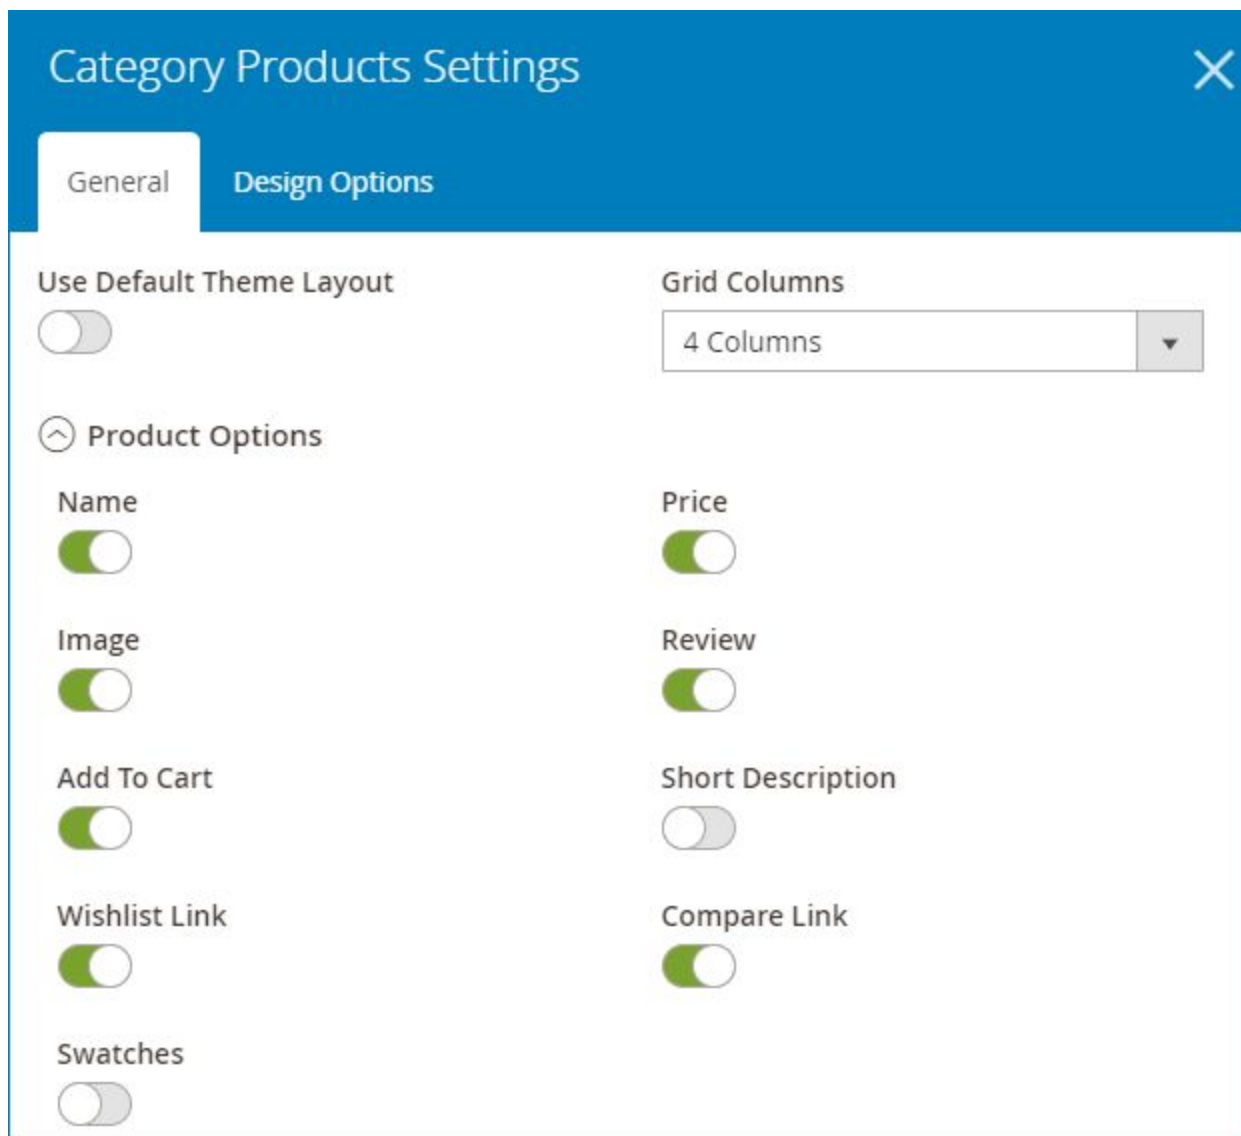 Category Products Settings
General Design Options
Use Default Theme Layout Grid Columns
4 Columns
Product Options
Name Price
Image Review
Add To Cart Short Description
Wishlist Link Compare Link
Swatches